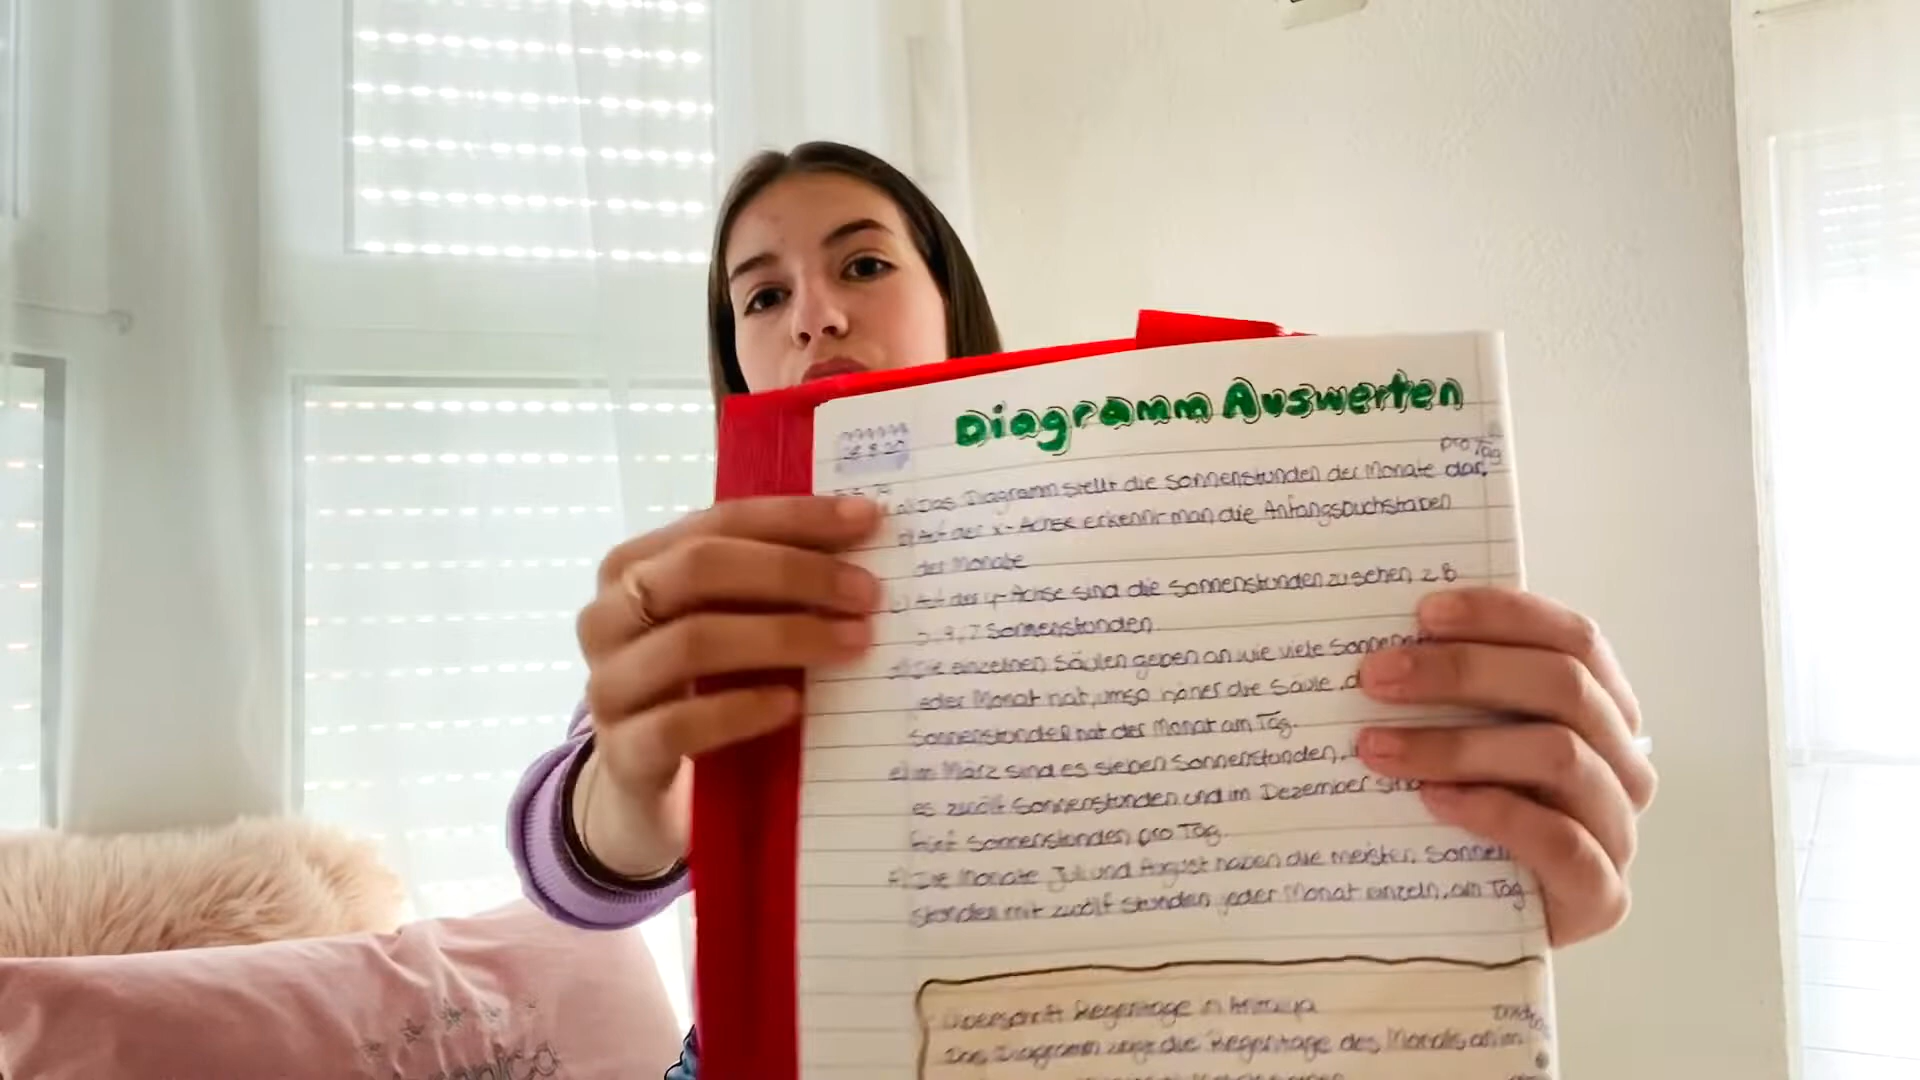 Diagramm Auswerten
pro Tag
a) Das Diagramm stellt die Sonnenstunden der Monate dar.
b) Auf der x-Achse erkennt man die Anfangsbuchstaben
der Monate
c) Auf der y-Achse sind die Sonnenstunden zu sehen z.B
5, 9, 7 Sonnenstunden.
d) Die einzelnen Säulen geben an wie viele
jeder Monat hat, umso höher die Säule,
Sonnenstunden hat der Monat am Tag.
e) Im März sind es sieben Sonnenstunden,
es zwölf Sonnenstunden und im Dezember sind
fünf Sonnenstunden pro Tag.
f) Die Monate Juli und August haben die meisten Sonnen
stunden mit zwölf Stunden jeder Monat einzeln, am Tag
Überschrift Regentage in
Das Diagramm zeigt die Regentage des Monats